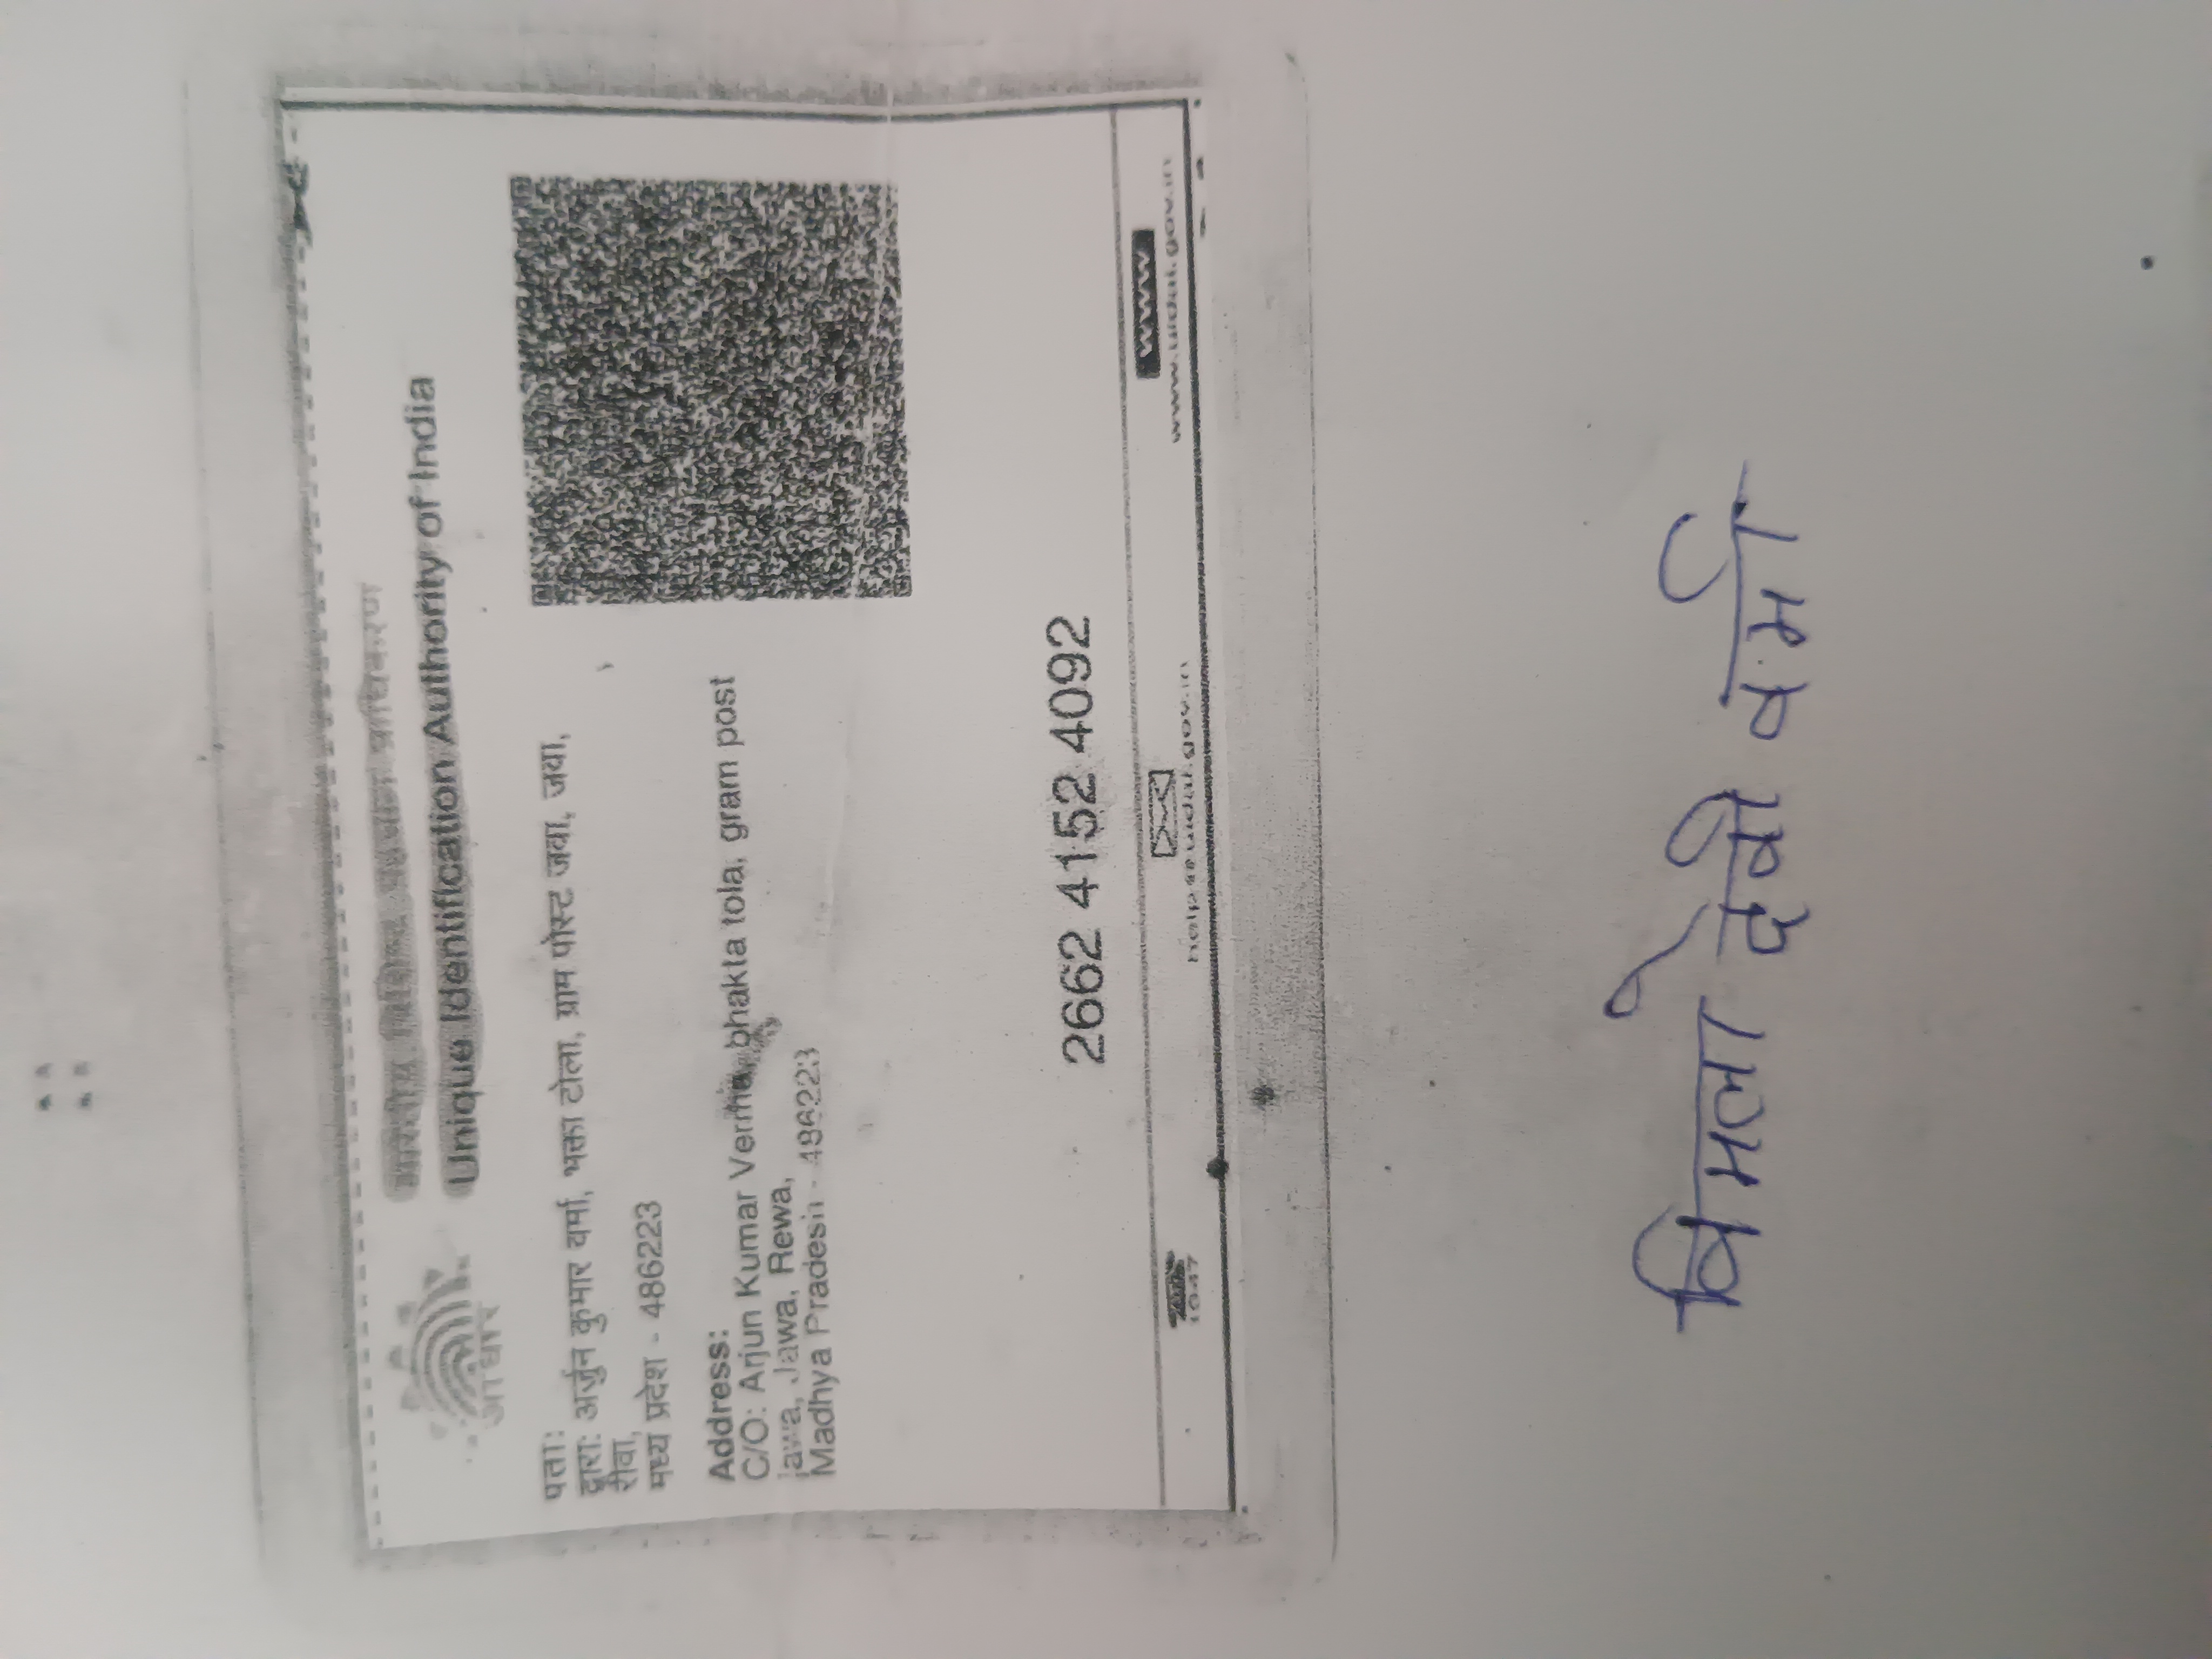 भारतीय विशिष्ट पहचान प्राधिकरण
Unique Identification Authority of India
आधार
पता:
द्वारा: अर्जुन कुमार वर्मा, भक्ता टोला, ग्राम पोस्ट जवा, जवा,
रीवा,
मध्य प्रदेश - 486223
Address:
C/O: Arjun Kumar Verma, bhakta tola, gram post
jawa, Jawa, Rewa,
Madhya Pradesh - 486223
2662 4152 4092
1947
help@uidai.gov.in
www
www.uidai.gov.in
विमला देवी वर्मा